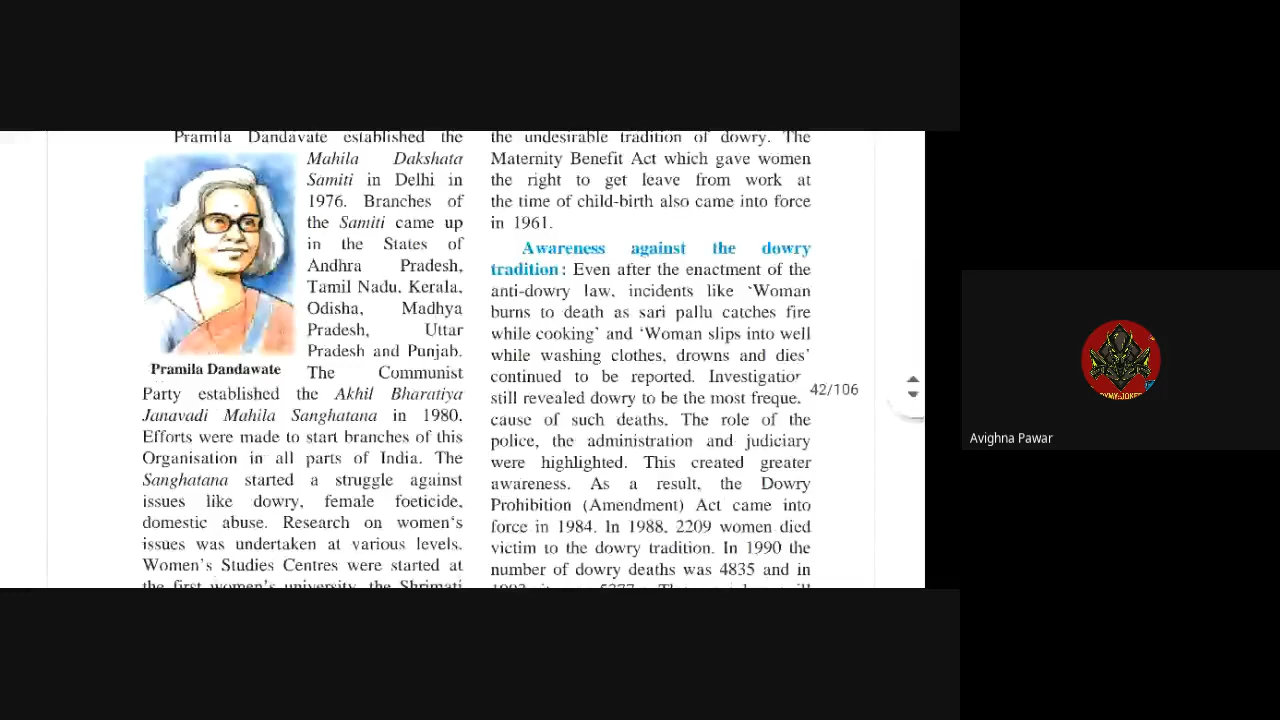 Pramila Dandavate established the
Mahila Dakshata
Samiti in Delhi in
1976. Branches of
the Samiti came up
in the States of
Andhra Pradesh,
Tamil Nadu, Kerala,
Odisha, Madhya
Pradesh, Uttar
Pradesh and Punjab.
Pramila Dandawate
The Communist
Party established the Akhil Bharatiya
Janavadi Mahila Sanghatana in 1980.
Efforts were made to start branches of this
Organisation in all parts of India. The
Sanghatana started a struggle against
issues like dowry, female foeticide,
domestic abuse. Research on women's
issues was undertaken at various levels.
Women's Studies Centres were started at
the first women's university, the Shrimati
the undesirable tradition of dowry. The
Maternity Benefit Act which gave women
the right to get leave from work at
the time of child-birth also came into force
in 1961.
Awareness against the dowry
tradition: Even after the enactment of the
anti-dowry law, incidents like 'Woman
burns to death as sari pallu catches fire
while cooking' and 'Woman slips into well
while washing clothes, drowns and dies'
continued to be reported. Investigation
still revealed dowry to be the most freque
cause of such deaths. The role of the
police, the administration and judiciary
were highlighted. This created greater
awareness. As a result, the Dowry
Prohibition (Amendment) Act came into
force in 1984. In 1988, 2209 women died
victim to the dowry tradition. In 1990 the
number of dowry deaths was 4835 and in
42/106
Avighna Pawar